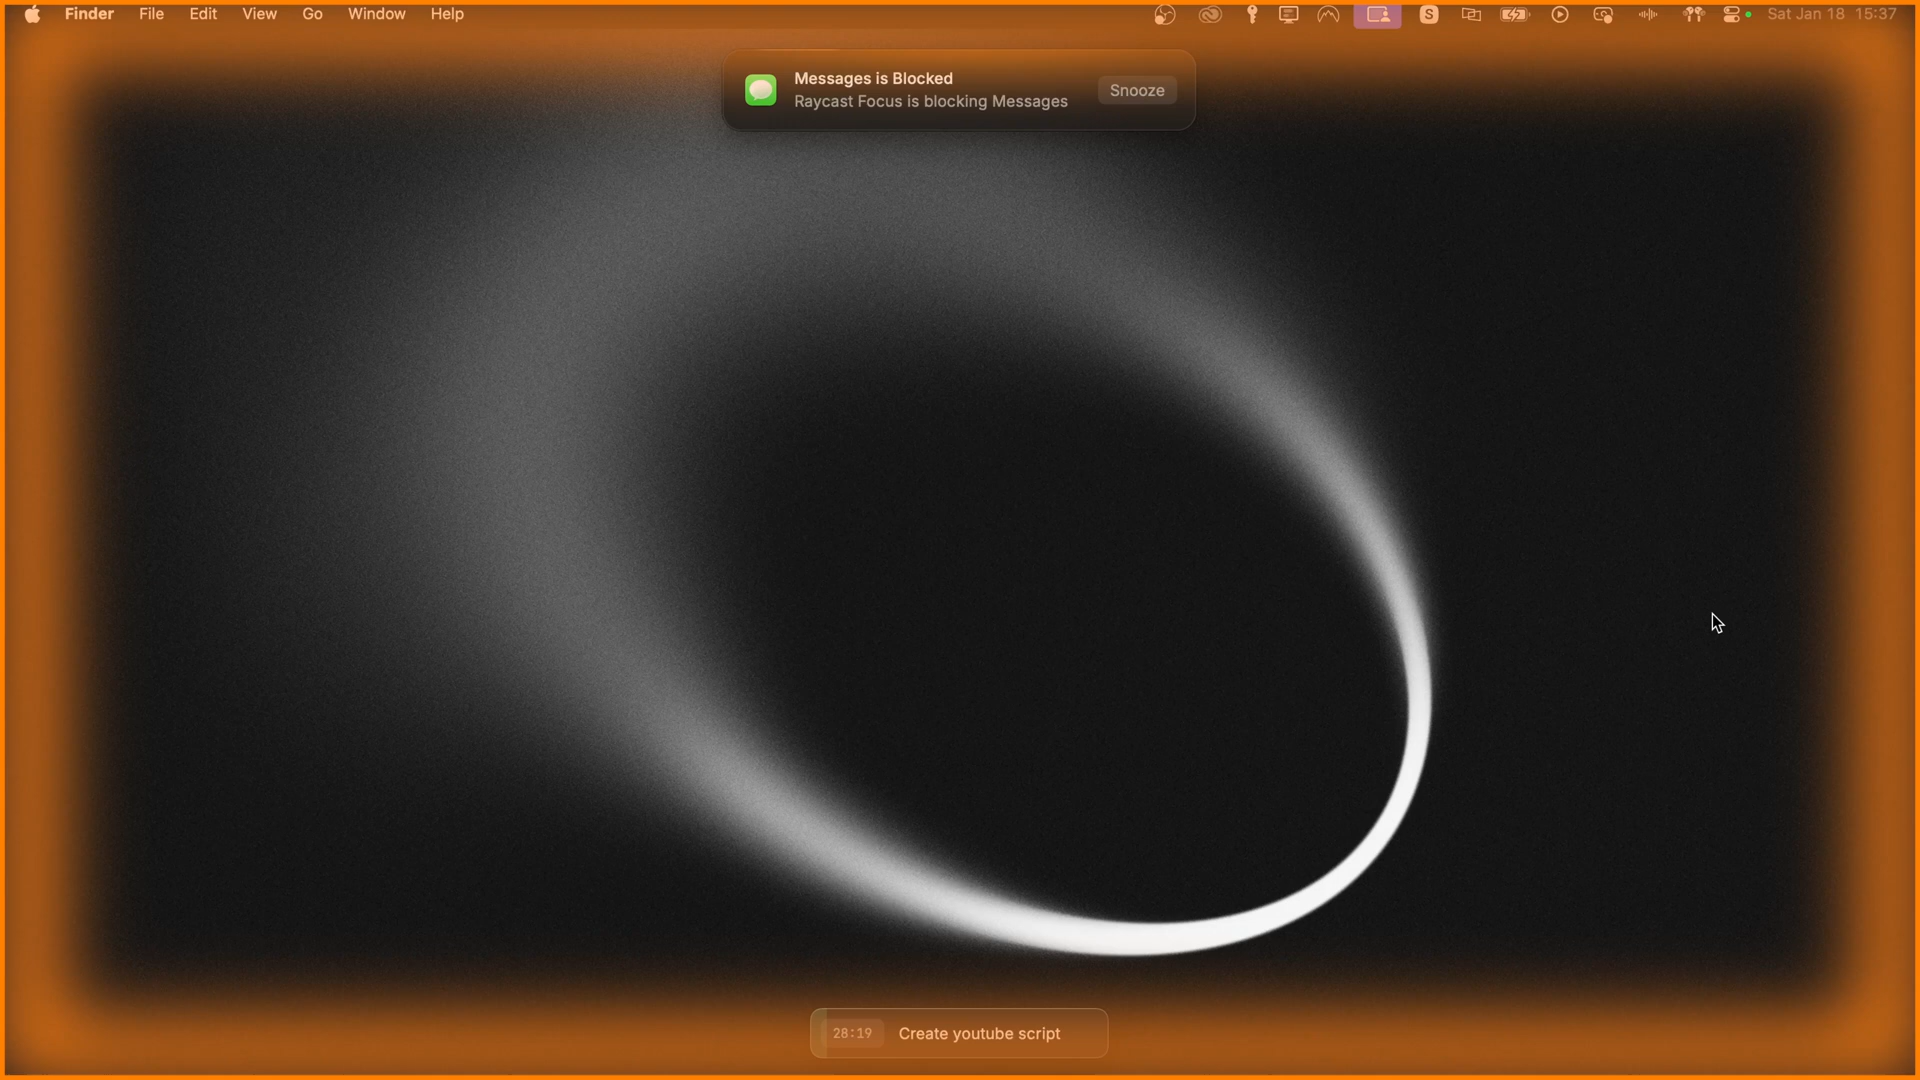 Finder File Edit View Go Window Help S Sat Jan 18 15:37
Messages is Blocked
Raycast Focus is blocking Messages
Snooze
28:19 Create youtube script